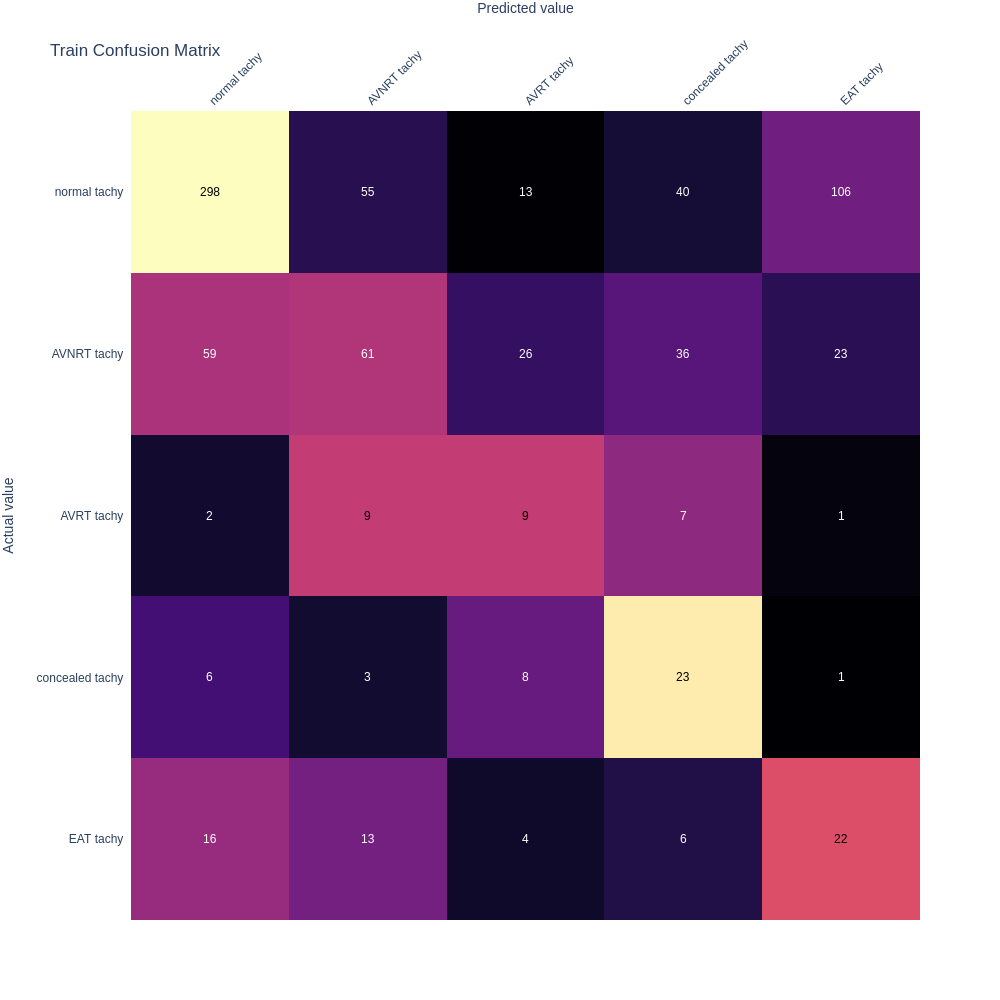 Predicted value
Train Confusion Matrix
normal tachy AVNRT tachy AVRT tachy concealed tachy EAT tachy
normal tachy 298 55 13 40 106
AVNRT tachy 59 61 26 36 23
Actual value
AVRT tachy 2 9 9 7 1
concealed tachy 6 3 8 23 1
EAT tachy 16 13 4 6 22